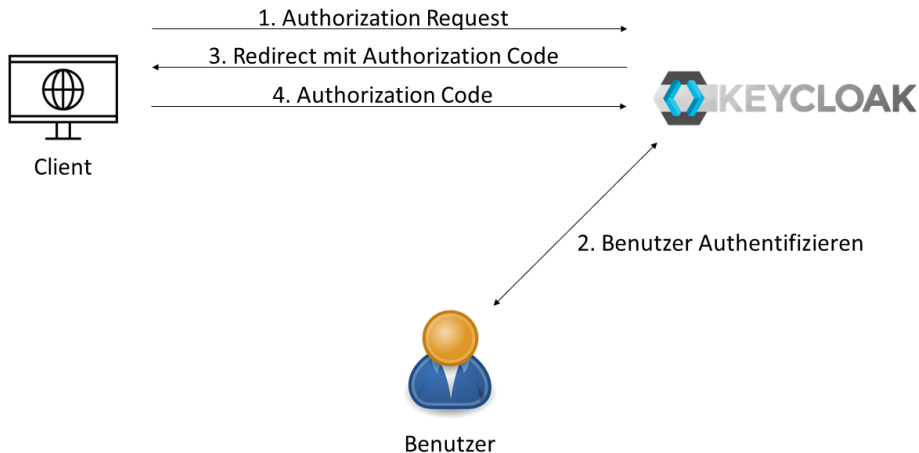 1. Authorization Request
3. Redirect mit Authorization Code
4. Authorization Code
KEYCLOAK
Client
2. Benutzer Authentifizieren
Benutzer